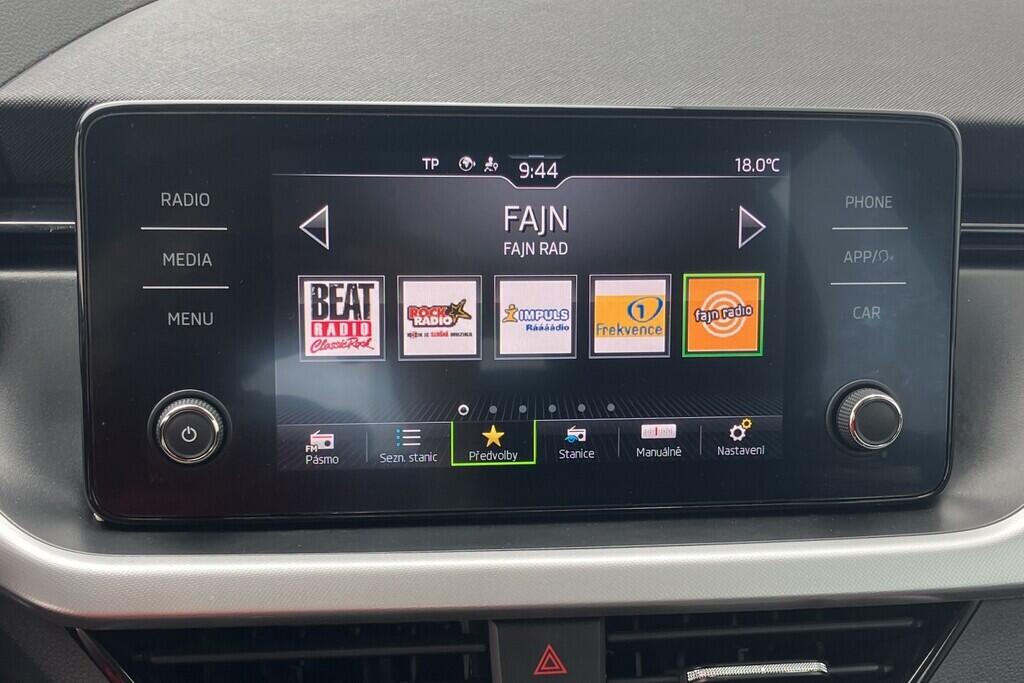 TP 9:44 18.0°C
RADIO
MEDIA
MENU
FAJN
FAJN RAD
BEAT
RADIO
Classic Rock
ROCK
RADIO
IMPULS
Ráááádio
1
Frekvence
fajn radio
FM
Pásmo
Sezn. stanic
Předvolby
Stanice
Manuálně
Nastavení
PHONE
APP/
CAR